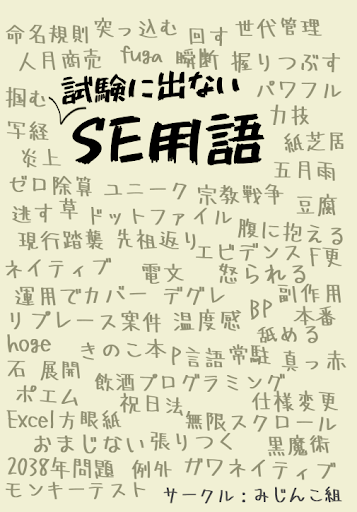 命名規則 突っ込む 回す 世代管理
人月商売 fuga 瞬断 握りつぶす
掴む 試験に出ない パワフル
写経 SE用語 力技
炎上 紙芝居
五月雨
ゼロ除算 ユニーク 宗教戦争 豆腐
逃す 草 ドットファイル 腹に抱える
現行踏襲 先祖返り エビデンス F更
ネイティブ 電文 怒られる
運用でカバー デグレ BP 副作用
リプレース案件 温度感 本番
hoge きのこ本 P言語 常駐 舐める 真っ赤
石 展開 飲酒プログラミング
ポエム 祝日法 仕様変更
Excel方眼紙 無限スクロール
おまじない 張りつく 黒魔術
2038年問題 例外 ガワネイティブ
モンキーテスト サークル：みじんこ組